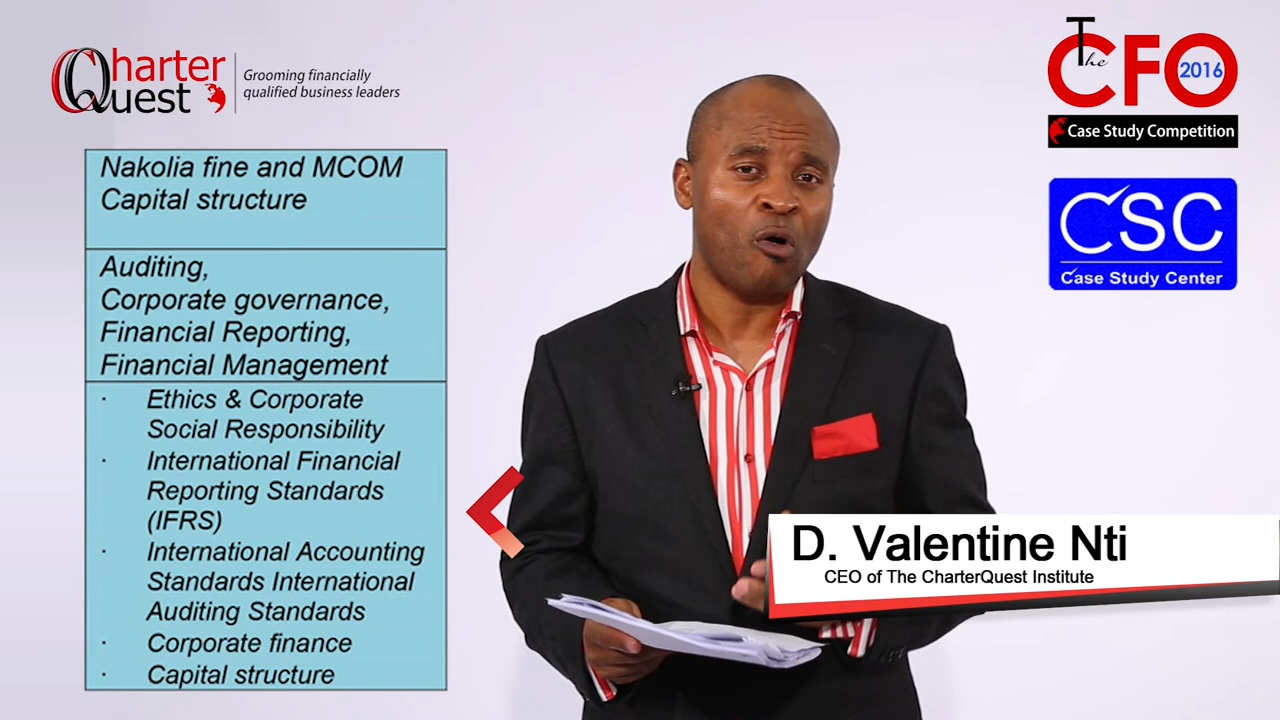 Charter Quest
Grooming financially
qualified business leaders
The CFO 2016
Case Study Competition
CSC
Case Study Center
Nakolia fine and MCOM
Capital structure
Auditing,
Corporate governance,
Financial Reporting,
Financial Management
· Ethics & Corporate
Social Responsibility
· International Financial
Reporting Standards
(IFRS)
· International Accounting
Standards International
Auditing Standards
· Corporate finance
· Capital structure
D. Valentine Nti
CEO of The CharterQuest Institute